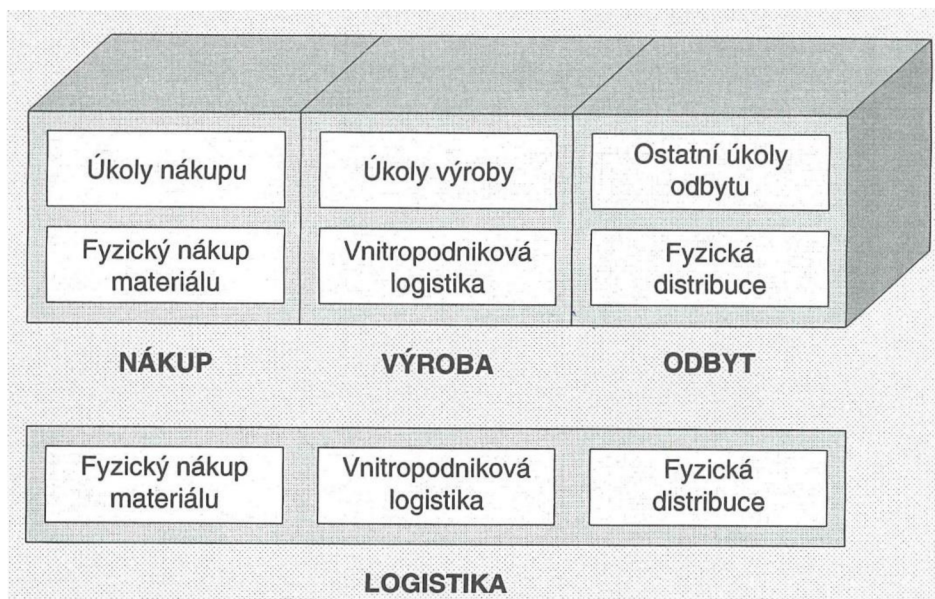 Úkoly nákupu
Úkoly výroby
Ostatní úkoly
odbytu
Fyzický nákup
materiálu
Vnitropodniková
logistika
Fyzická
distribuce
NÁKUP
VÝROBA
ODBYT
Fyzický nákup
materiálu
Vnitropodniková
logistika
Fyzická
distribuce
LOGISTIKA